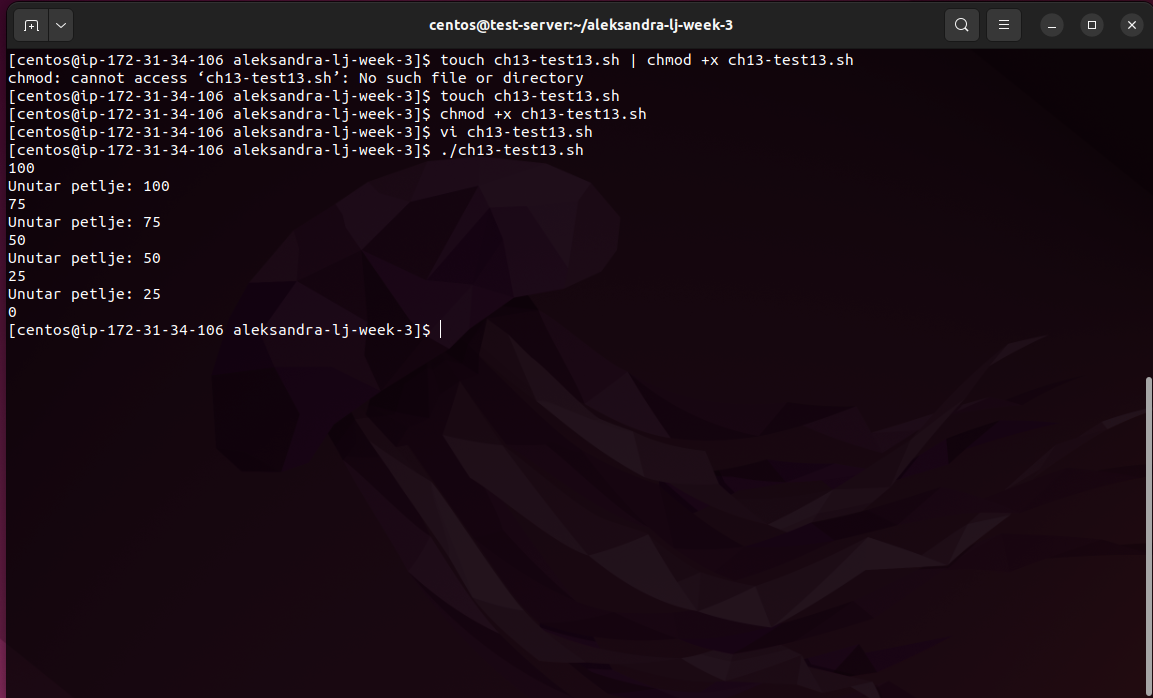 centos@test-server:~/aleksandra-lj-week-3
[centos@ip-172-31-34-106 aleksandra-lj-week-3]$ touch ch13-test13.sh | chmod +x ch13-test13.sh
chmod: cannot access ‘ch13-test13.sh’: No such file or directory
[centos@ip-172-31-34-106 aleksandra-lj-week-3]$ touch ch13-test13.sh
[centos@ip-172-31-34-106 aleksandra-lj-week-3]$ chmod +x ch13-test13.sh
[centos@ip-172-31-34-106 aleksandra-lj-week-3]$ vi ch13-test13.sh
[centos@ip-172-31-34-106 aleksandra-lj-week-3]$ ./ch13-test13.sh
100
Unutar petlje: 100
75
Unutar petlje: 75
50
Unutar petlje: 50
25
Unutar petlje: 25
0
[centos@ip-172-31-34-106 aleksandra-lj-week-3]$